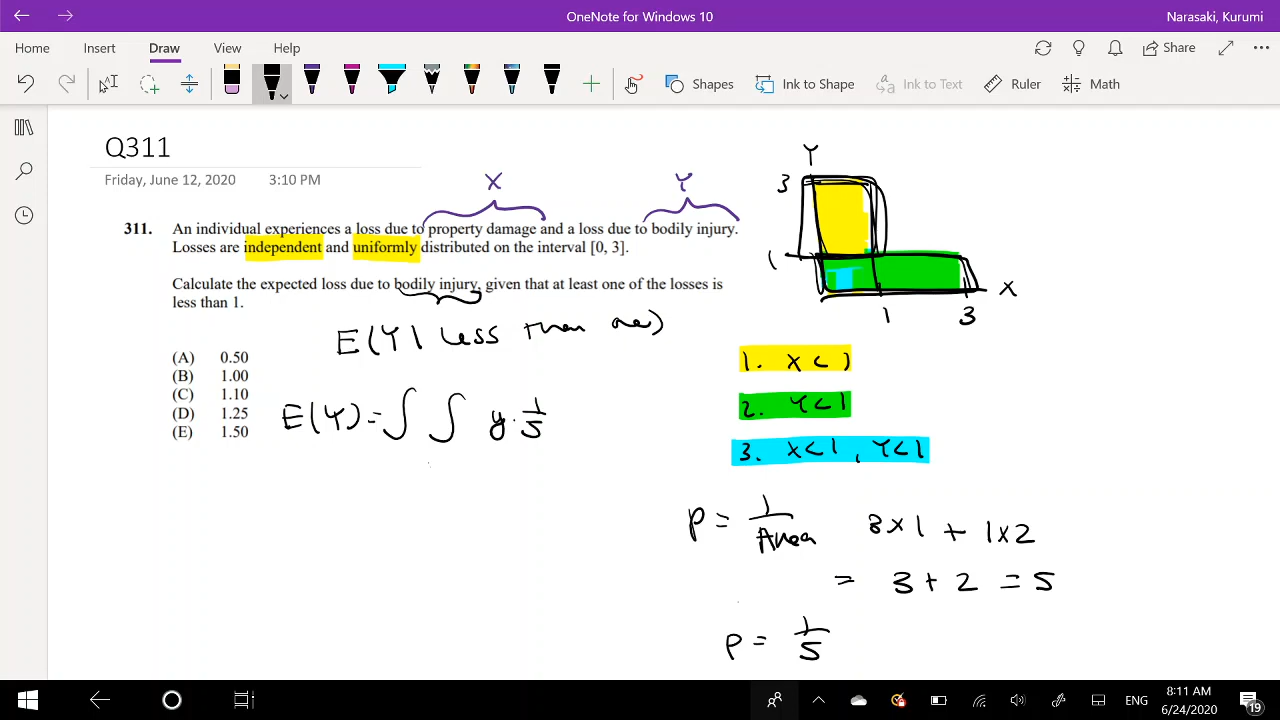 OneNote for Windows 10
Narasaki, Kurumi
Home Insert Draw View Help
Share
Shapes Ink to Shape Ink to Text Ruler Math
Q311
Friday, June 12, 2020 3:10 PM
X Y
311. An individual experiences a loss due to property damage and a loss due to bodily injury.
Losses are independent and uniformly distributed on the interval [0, 3].
Calculate the expected loss due to bodily injury, given that at least one of the losses is
less than 1.
E(Y| less than one)
(A) 0.50
(B) 1.00
(C) 1.10
(D) 1.25
(E) 1.50
E(Y) = ∫ ∫ y · 1/5
Y
3
1
X
1 3
1. X < 1
2. Y < 1
3. X < 1, Y < 1
p = 1/Area 3 x 1 + 1 x 2
= 3 + 2 = 5
p = 1/5
ENG
8:11 AM
6/24/2020
19